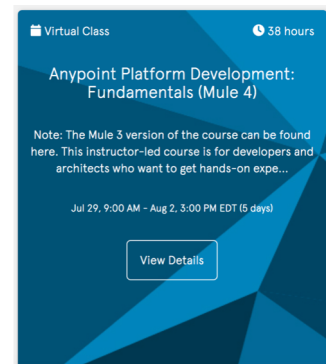 Virtual Class
38 hours
Anypoint Platform Development:
Fundamentals (Mule 4)
Note: The Mule 3 version of the course can be found
here. This instructor-led course is for developers and
architects who want to get hands-on expe...
Jul 29, 9:00 AM - Aug 2, 3:00 PM EDT (5 days)
View Details